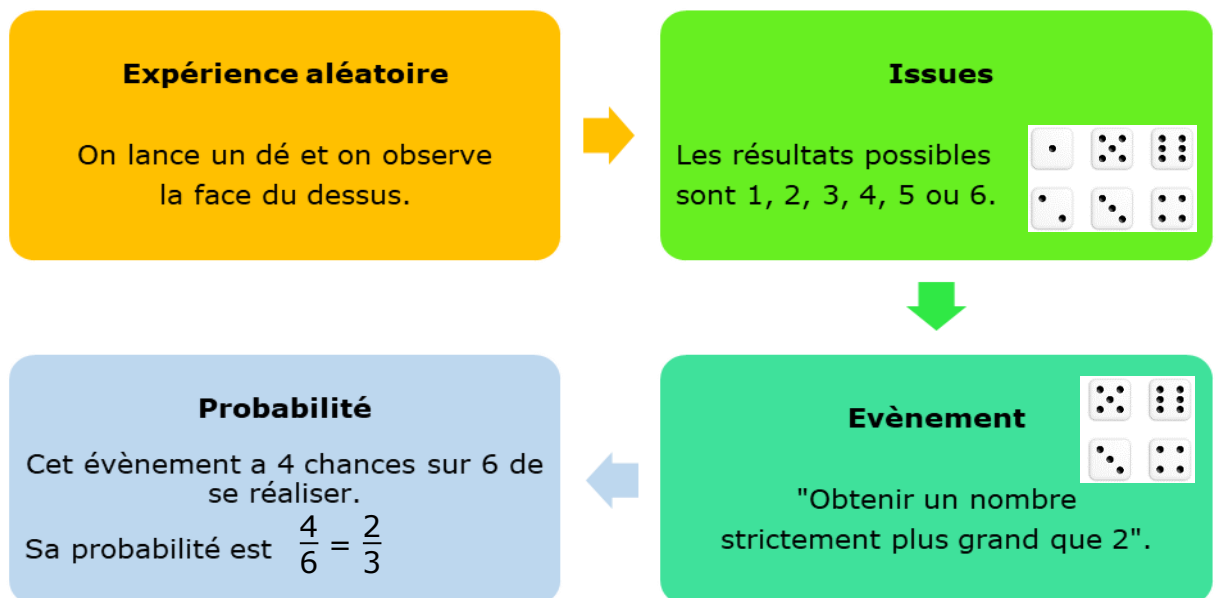 Expérience aléatoire
On lance un dé et on observe
la face du dessus.
Issues
Les résultats possibles
sont 1, 2, 3, 4, 5 ou 6.
Evènement
"Obtenir un nombre
strictement plus grand que 2".
Probabilité
Cet évènement a 4 chances sur 6 de
se réaliser.
Sa probabilité est 4/6 = 2/3